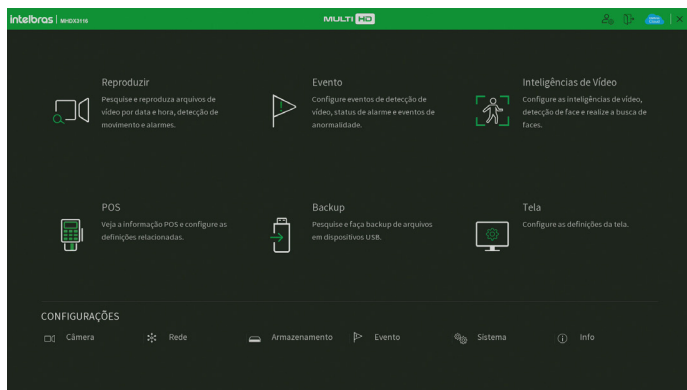 intelbras | MHDX3116
MULTI HD
Reproduzir
Pesquise e reproduza arquivos de
vídeo por data e hora, detecção de
movimento e alarmes.
Evento
Configure eventos de detecção de
vídeo, status de alarme e eventos de
anormalidade.
Inteligências de Vídeo
Configure as inteligências de vídeo,
detecção de face e realize a busca de
faces.
POS
Veja a informação POS e configure as
definições relacionadas.
Backup
Pesquise e faça backup de arquivos
em dispositivos USB.
Tela
Configure as definições da tela.
CONFIGURAÇÕES
Câmera
Rede
Armazenamento
Evento
Sistema
Info